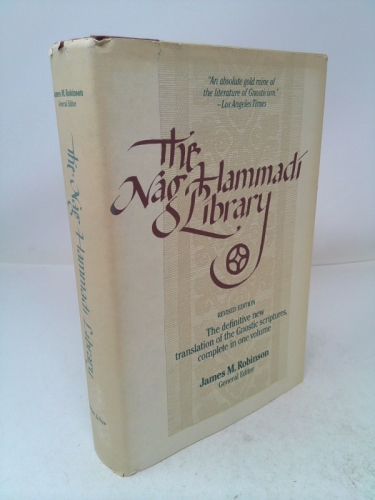 "An absolute gold mine of
the literature of Gnosticism."
—Los Angeles Times
The
Nag Hammadi
Library
REVISED EDITION
The definitive new
translation of the Gnostic scriptures,
complete in one volume
James M. Robinson
General Editor
James M. Robinson
General Editor
The Nag Hammadi Library